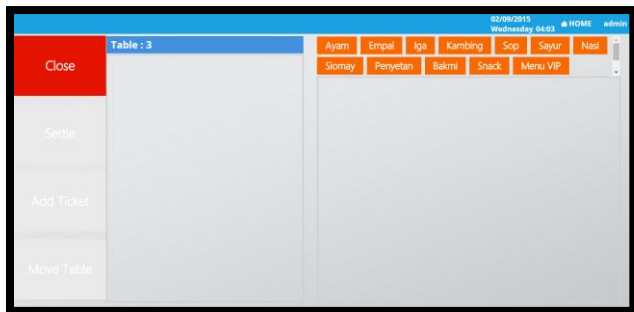 02/09/2015
Wednesday, 04:03
HOME admin
Close
Settle
Add Ticket
Move Table
Table : 3
Ayam Empal Iga Kambing Sop Sayur Nasi
Siomay Penyetan Bakmi Snack Menu VIP